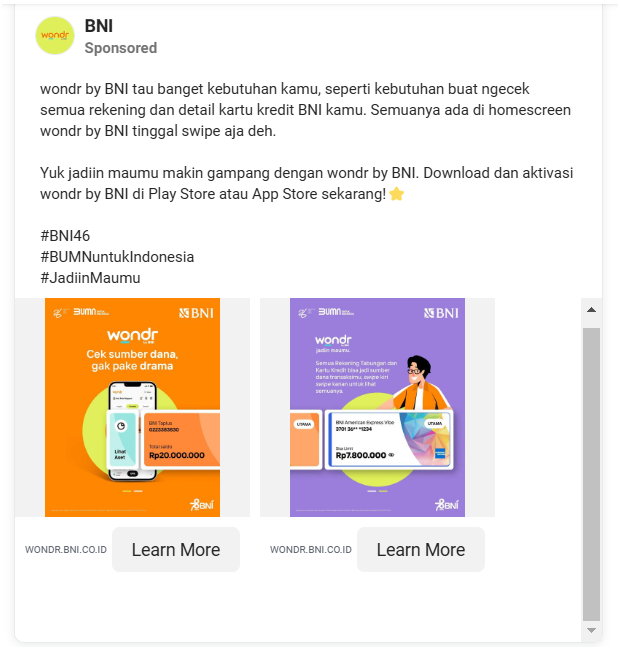 wondr
BNI
Sponsored
wondr by BNI tau banget kebutuhan kamu, seperti kebutuhan buat ngecek
semua rekening dan detail kartu kredit BNI kamu. Semuanya ada di homescreen
wondr by BNI tinggal swipe aja deh.
Yuk jadiin maumu makin gampang dengan wondr by BNI. Download dan aktivasi
wondr by BNI di Play Store atau App Store sekarang!⭐
#BNI46
#BUMNuntukIndonesia
#JadiinMaumu
BUMN
BNI
wondr
Cek sumber dana,
gak pake drama
Lihat
Aset
BNI Taplus
0223383530
Total saldo
Rp20.000.000
BNI
BUMN
BNI
wondr
jadiin maumu
Semua Rekening Tabungan dan
Kartu Kredit bisa jadi sumber
dana transaksimu, swipe kiri
swipe kanan untuk lihat
semuanya.
UTAMA
BNI American Express Vibe
3701 36** **1234
UTAMA
Sisa Limit
Rp7.800.000
BNI
WONDR.BNI.CO.ID
Learn More
WONDR.BNI.CO.ID
Learn More